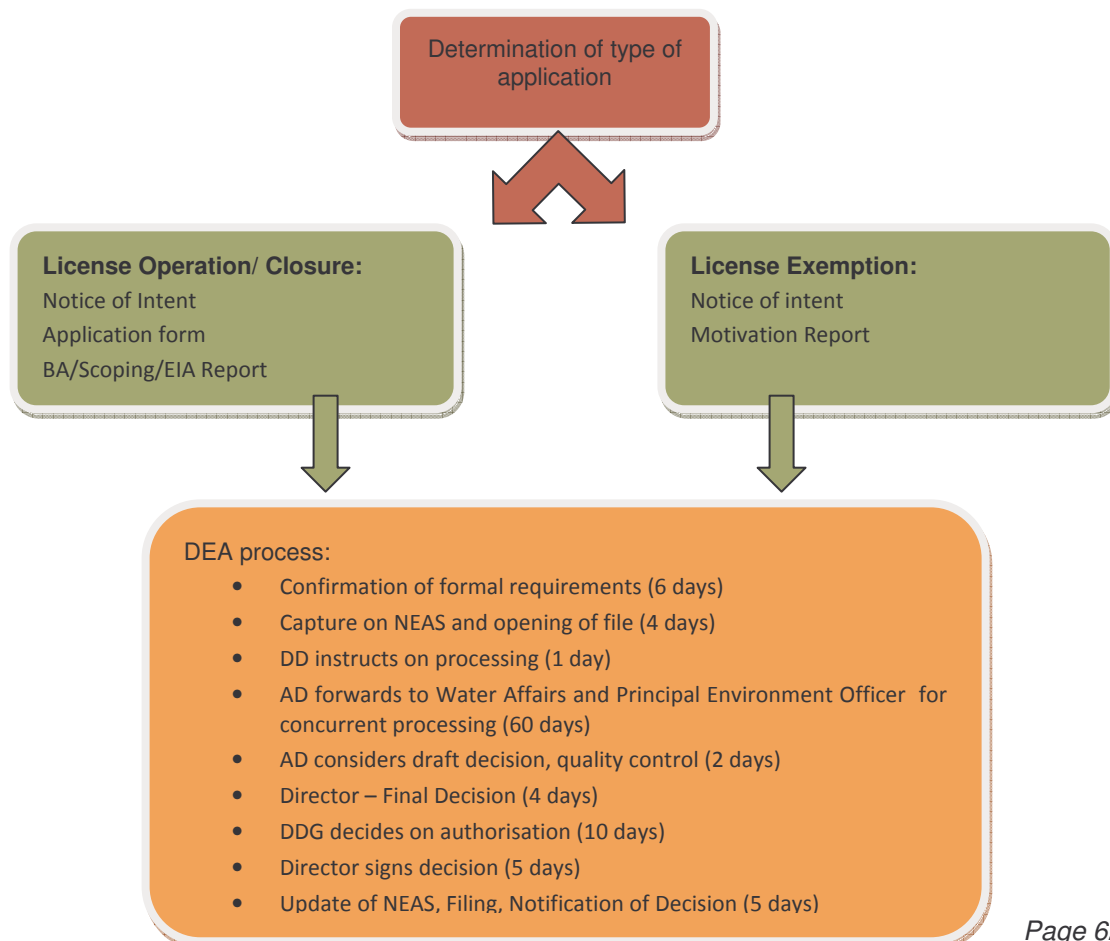 Determination of type of
application
License Operation/ Closure:
Notice of Intent
Application form
BA/Scoping/EIA Report
License Exemption:
Notice of intent
Motivation Report
DEA process:
• Confirmation of formal requirements (6 days)
• Capture on NEAS and opening of file (4 days)
• DD instructs on processing (1 day)
• AD forwards to Water Affairs and Principal Environment Officer for
concurrent processing (60 days)
• AD considers draft decision, quality control (2 days)
• Director – Final Decision (4 days)
• DDG decides on authorisation (10 days)
• Director signs decision (5 days)
• Update of NEAS, Filing, Notification of Decision (5 days)
Page 6